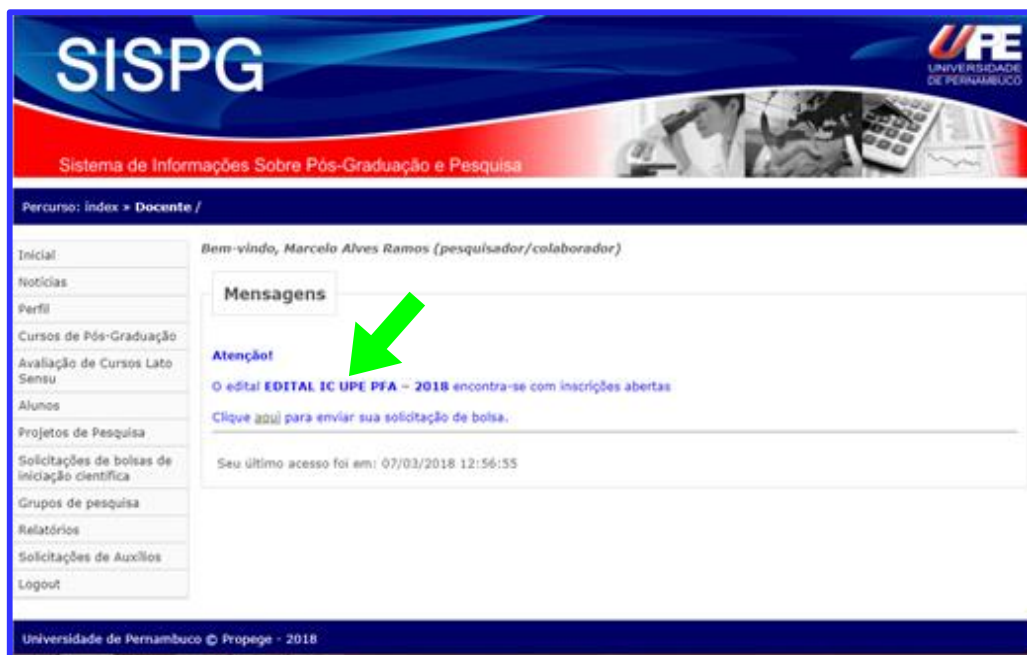 SISPG
UPE
UNIVERSIDADE
DE PERNAMBUCO
Sistema de Informações Sobre Pós-Graduação e Pesquisa
Percurso: index » Docente /
Inicial
Notícias
Perfil
Cursos de Pós-Graduação
Avaliação de Cursos Lato
Sensu
Alunos
Projetos de Pesquisa
Solicitações de bolsas de
iniciação científica
Grupos de pesquisa
Relatórios
Solicitações de Auxílios
Logout
Bem-vindo, Marcelo Alves Ramos (pesquisador/colaborador)
Mensagens
Atenção!
O edital EDITAL IC UPE PFA – 2018 encontra-se com inscrições abertas
Clique aqui para enviar sua solicitação de bolsa.
Seu último acesso foi em: 07/03/2018 12:56:55
Universidade de Pernambuco © Propege - 2018